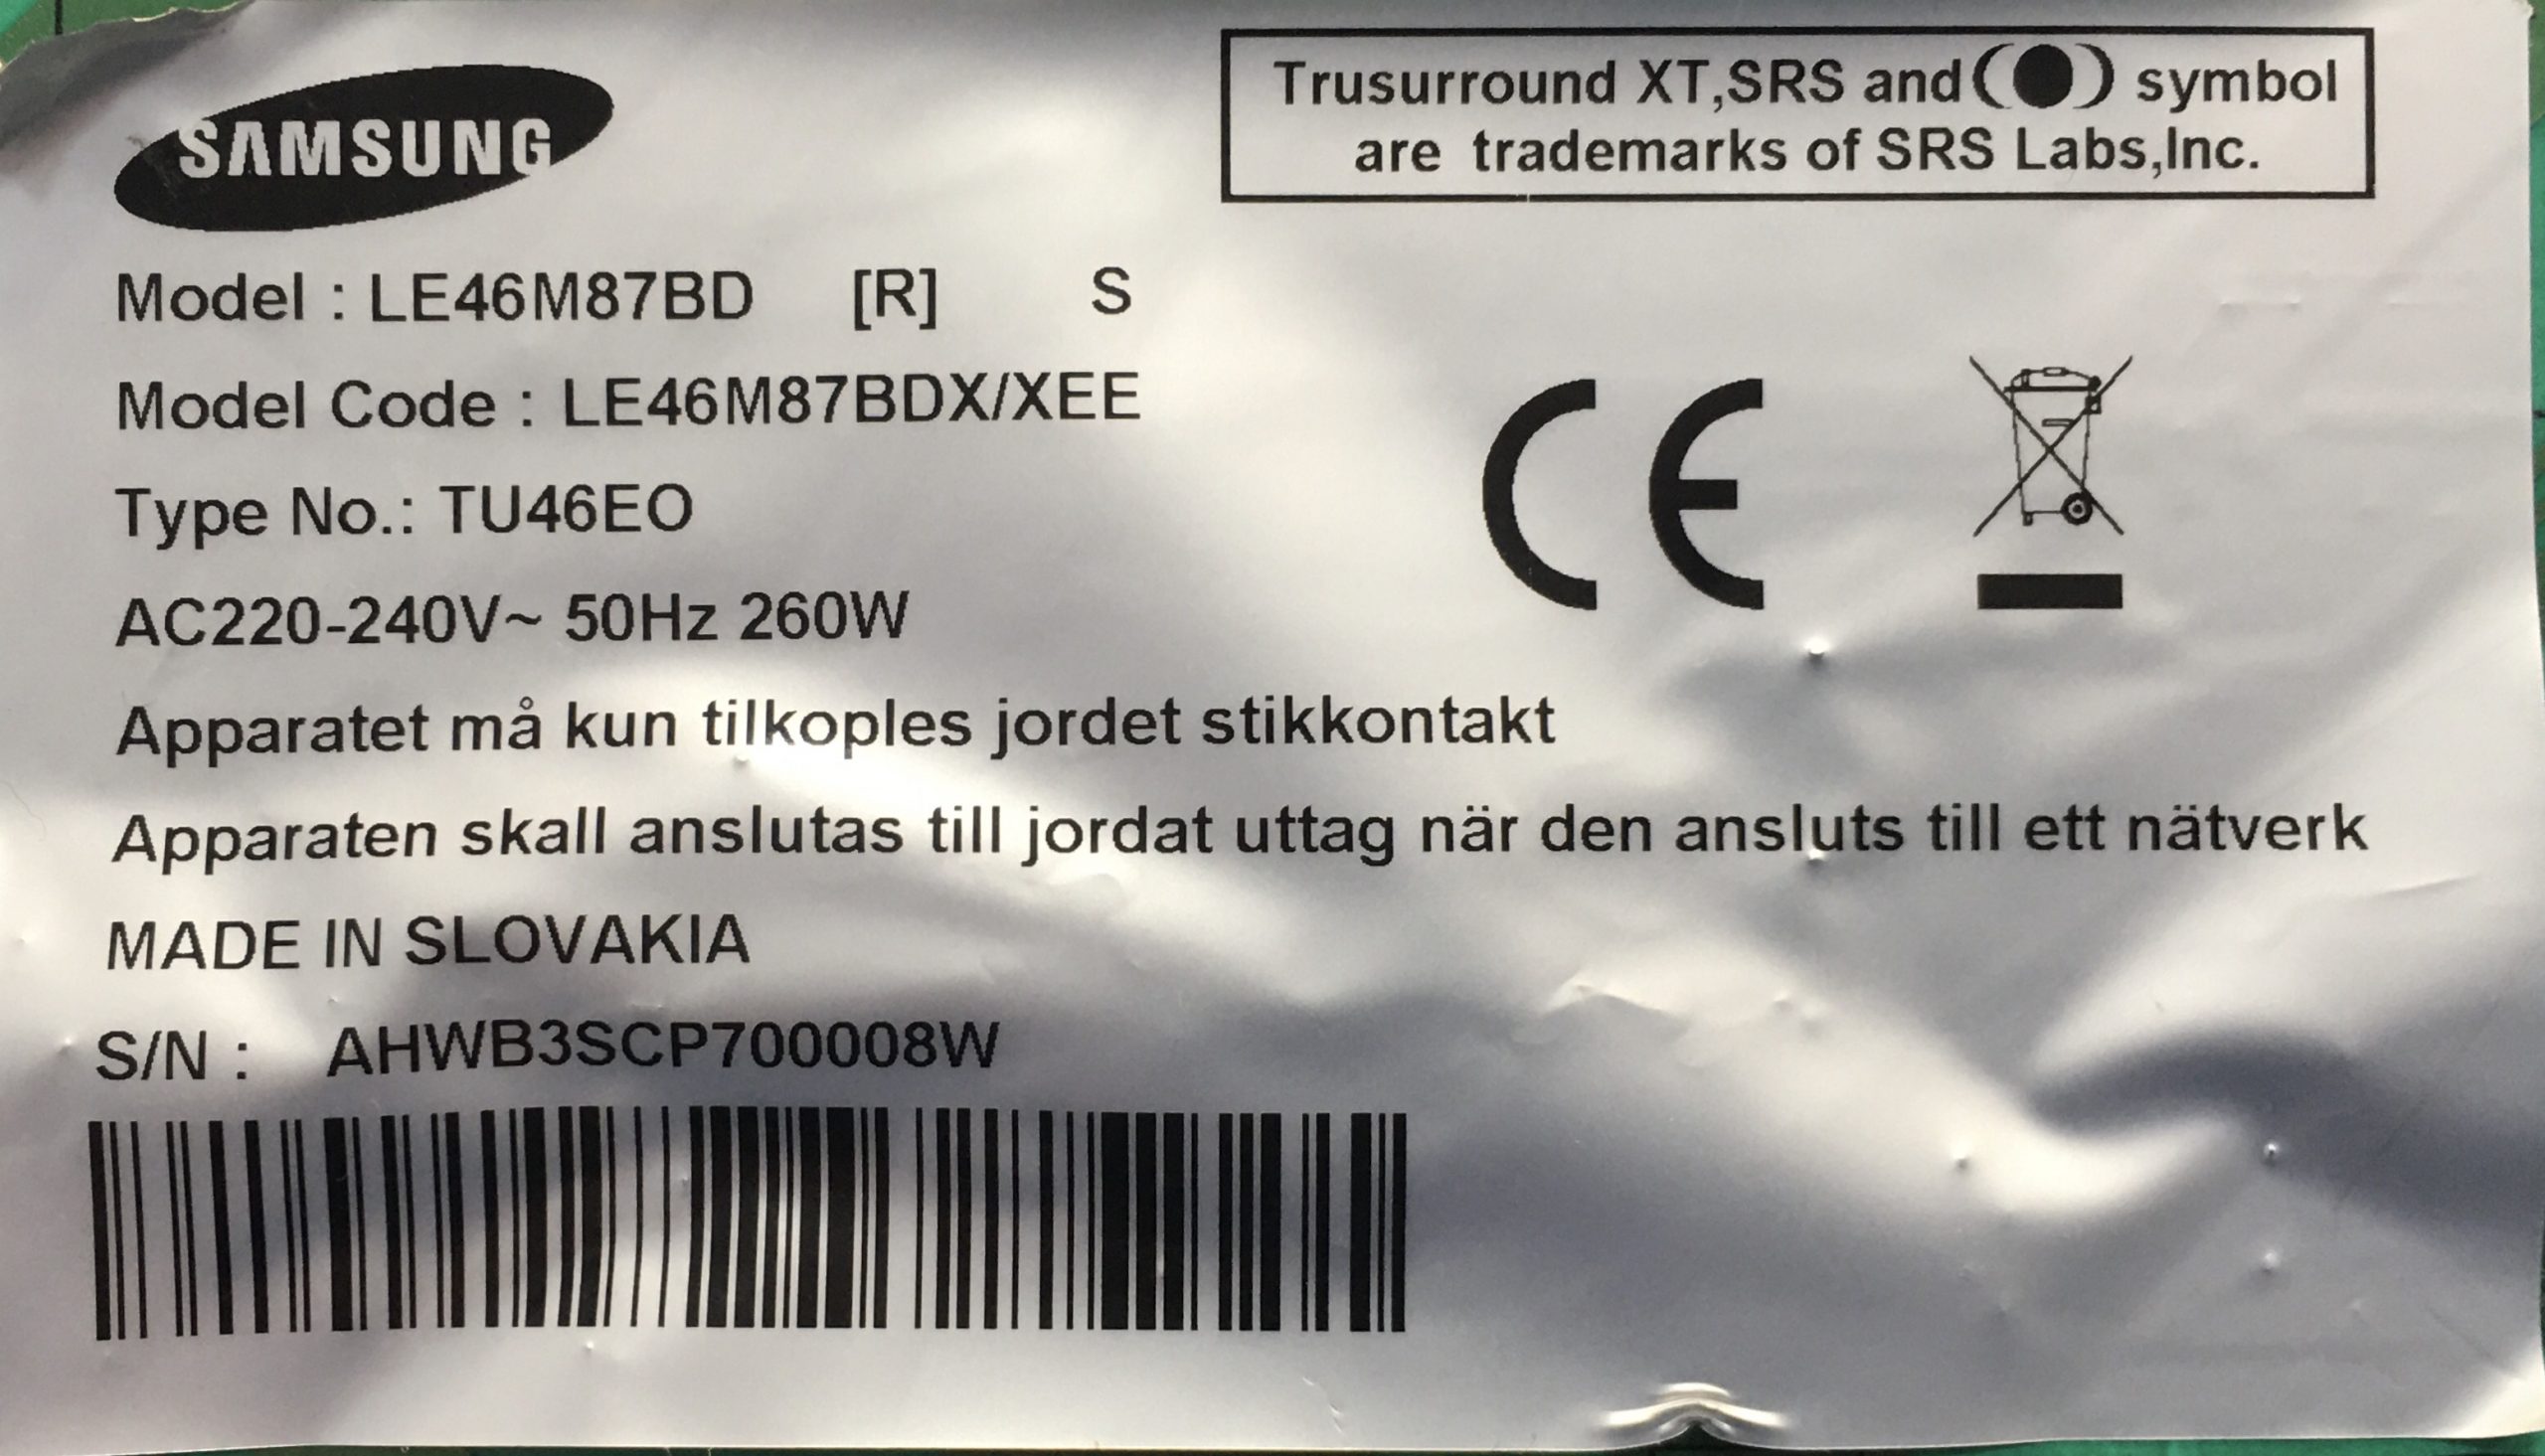 SAMSUNG
Trusurround XT,SRS and (●) symbol
are trademarks of SRS Labs,Inc.
Model : LE46M87BD [R] S
Model Code : LE46M87BDX/XEE
Type No.: TU46EO
AC220-240V~ 50Hz 260W
Apparatet må kun tilkoples jordet stikkontakt
Apparaten skall anslutas till jordat uttag när den ansluts till ett nätverk
MADE IN SLOVAKIA
S/N : AHWB3SCP700008W
CE